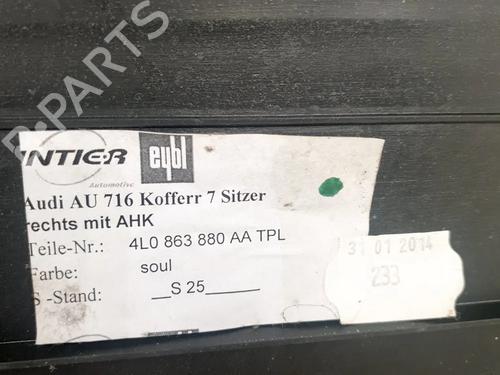 B-PARTS
INTIER
Automotive
eybl
Audi AU 716 Kofferr 7 Sitzer
rechts mit AHK
Teile-Nr.: 4L0 863 880 AA TPL
Farbe: soul
S -Stand: __S 25______
31 01 2014
233